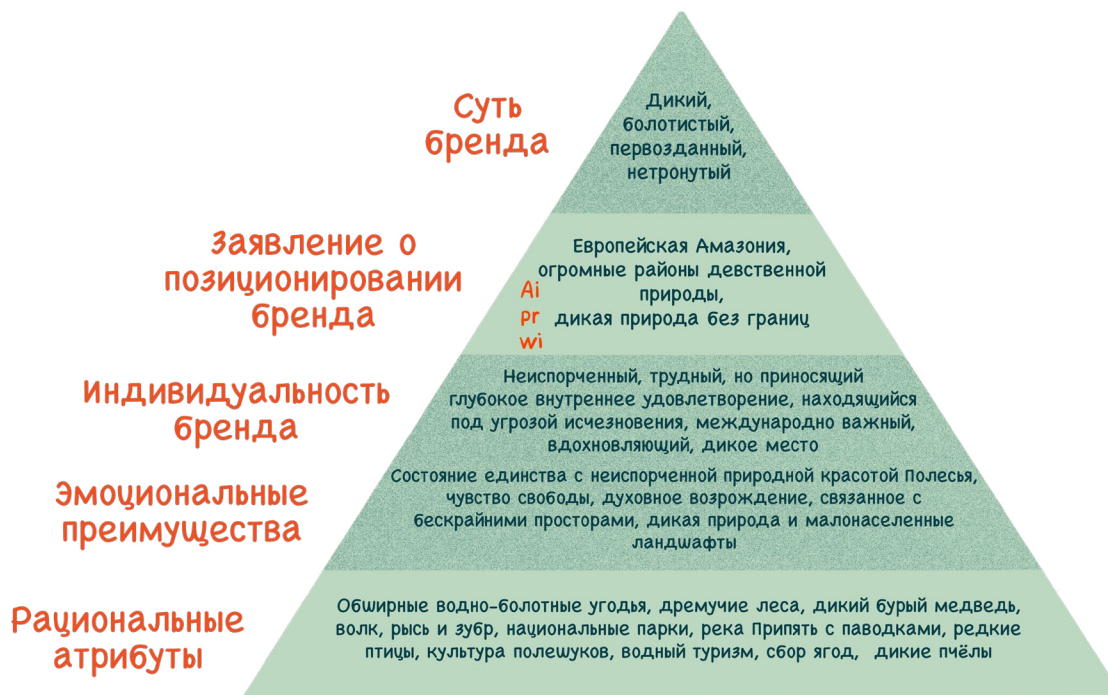 Суть
бренда
Дикий,
болотистый,
первозданный,
нетронутый
Заявление о
позиционировании
бренда
Европейская Амазония,
огромные районы девственной
природы,
дикая природа без границ
Ai
pr
wi
Индивидуальность
бренда
Неиспорченный, трудный, но приносящий
глубокое внутреннее удовлетворение, находящийся
под угрозой исчезновения, международно важный,
вдохновляющий, дикое место
Эмоциональные
преимущества
Состояние единства с неиспорченной природной красотой Полесья,
чувство свободы, духовное возрождение, связанное с
бескрайними просторами, дикая природа и малонаселенные
ландшафты
Рациональные
атрибуты
Обширные водно-болотные угодья, дремучие леса, дикий бурый медведь,
волк, рысь и зубр, национальные парки, река Припять с паводками, редкие
птицы, культура полешуков, водный туризм, сбор ягод, дикие пчёлы